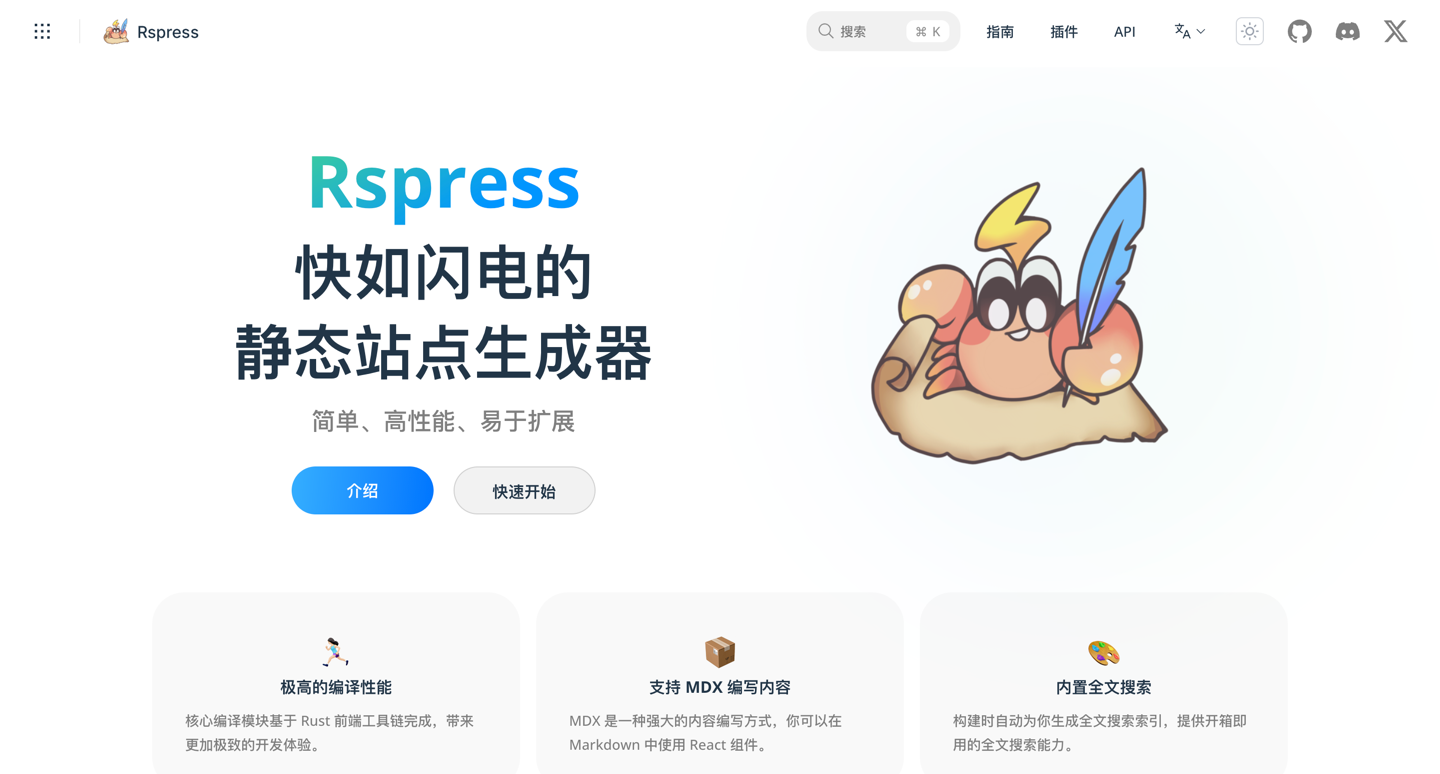 Rspress
搜索
⌘ K
指南
插件
API
Rspress
快如闪电的
静态站点生成器
简单、高性能、易于扩展
介绍
快速开始
极高的编译性能
核心编译模块基于 Rust 前端工具链完成，带来
更加极致的开发体验。
支持 MDX 编写内容
MDX 是一种强大的内容编写方式，你可以在
Markdown 中使用 React 组件。
内置全文搜索
构建时自动为你生成全文搜索索引，提供开箱即
用的全文搜索能力。